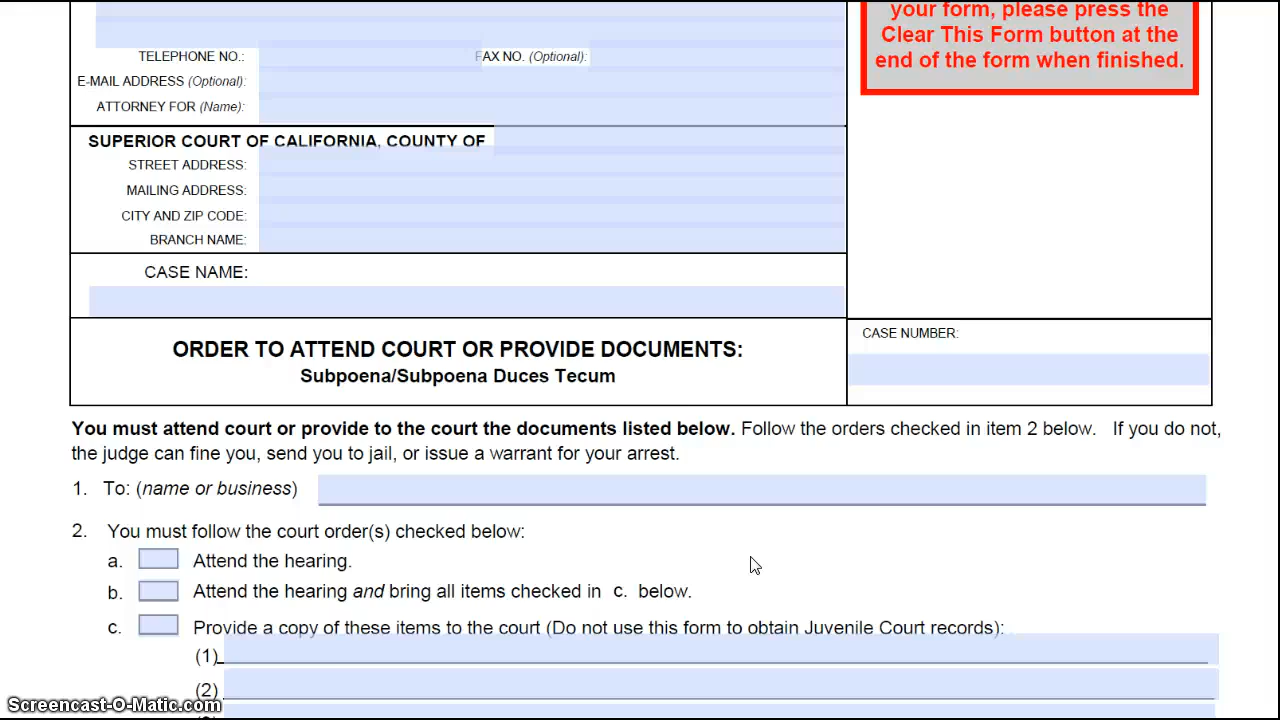 your form, please press the
Clear This Form button at the
end of the form when finished.
TELEPHONE NO.: FAX NO. (Optional):
E-MAIL ADDRESS (Optional):
ATTORNEY FOR (Name):
SUPERIOR COURT OF CALIFORNIA, COUNTY OF
STREET ADDRESS:
MAILING ADDRESS:
CITY AND ZIP CODE:
BRANCH NAME:
CASE NAME:
ORDER TO ATTEND COURT OR PROVIDE DOCUMENTS:
Subpoena/Subpoena Duces Tecum
CASE NUMBER:
You must attend court or provide to the court the documents listed below. Follow the orders checked in item 2 below. If you do not,
the judge can fine you, send you to jail, or issue a warrant for your arrest.
1. To: (name or business)
2. You must follow the court order(s) checked below:
a. Attend the hearing.
b. Attend the hearing and bring all items checked in c. below.
c. Provide a copy of these items to the court (Do not use this form to obtain Juvenile Court records):
(1)
(2)
Screencast-O-Matic.com